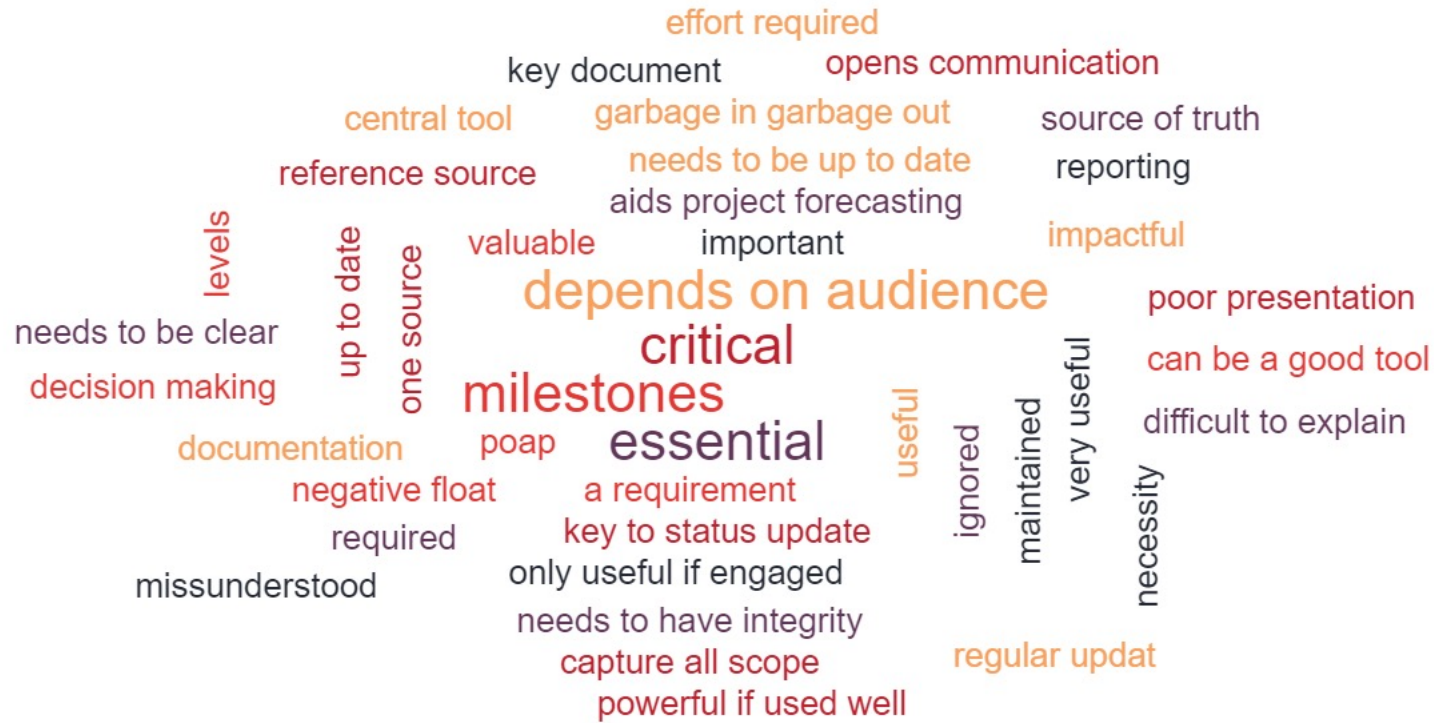 effort required
key document
opens communication
central tool
garbage in garbage out
source of truth
reference source
needs to be up to date
reporting
aids project forecasting
levels
up to date
one source
valuable
important
impactful
depends on audience
poor presentation
needs to be clear
critical
can be a good tool
decision making
milestones
useful
ignored
maintained
very useful
difficult to explain
documentation
poap
essential
necessity
negative float
a requirement
required
key to status update
missunderstood
only useful if engaged
needs to have integrity
capture all scope
regular updat
powerful if used well